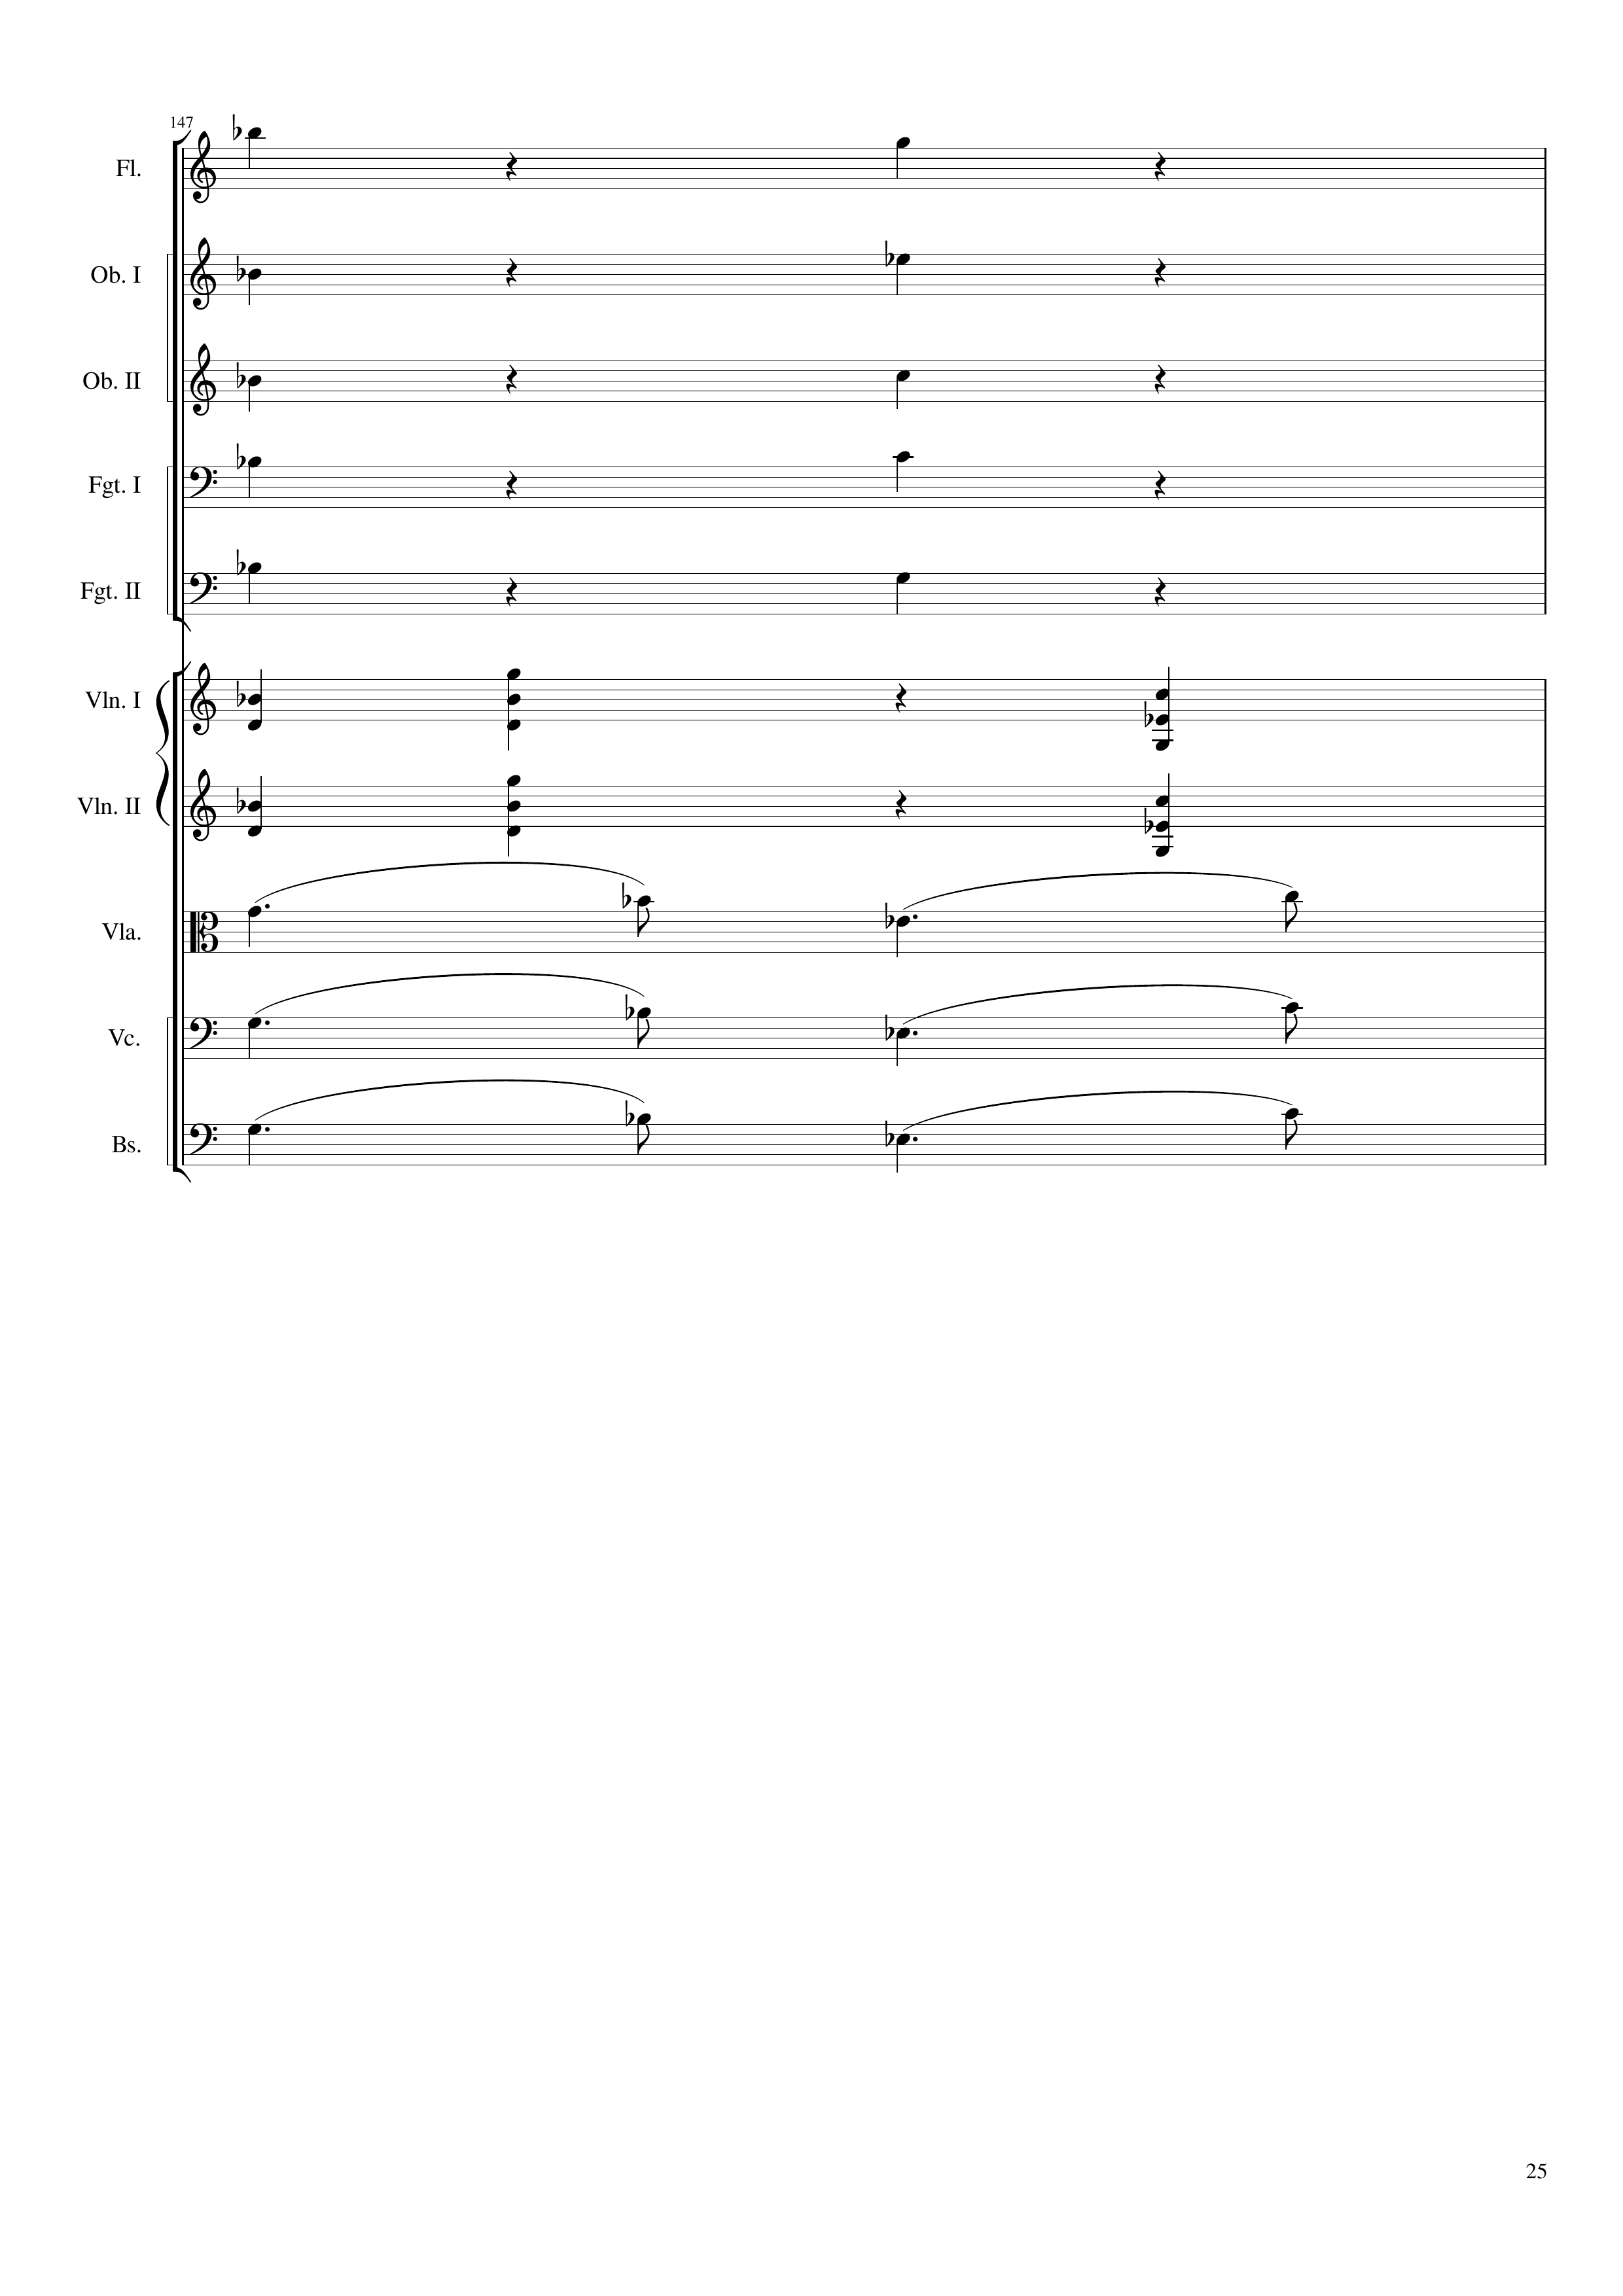 147
Fl.
Ob. I
Ob. II
Fgt. I
Fgt. II
Vln. I
Vln. II
Vla.
Vc.
Bs.
25